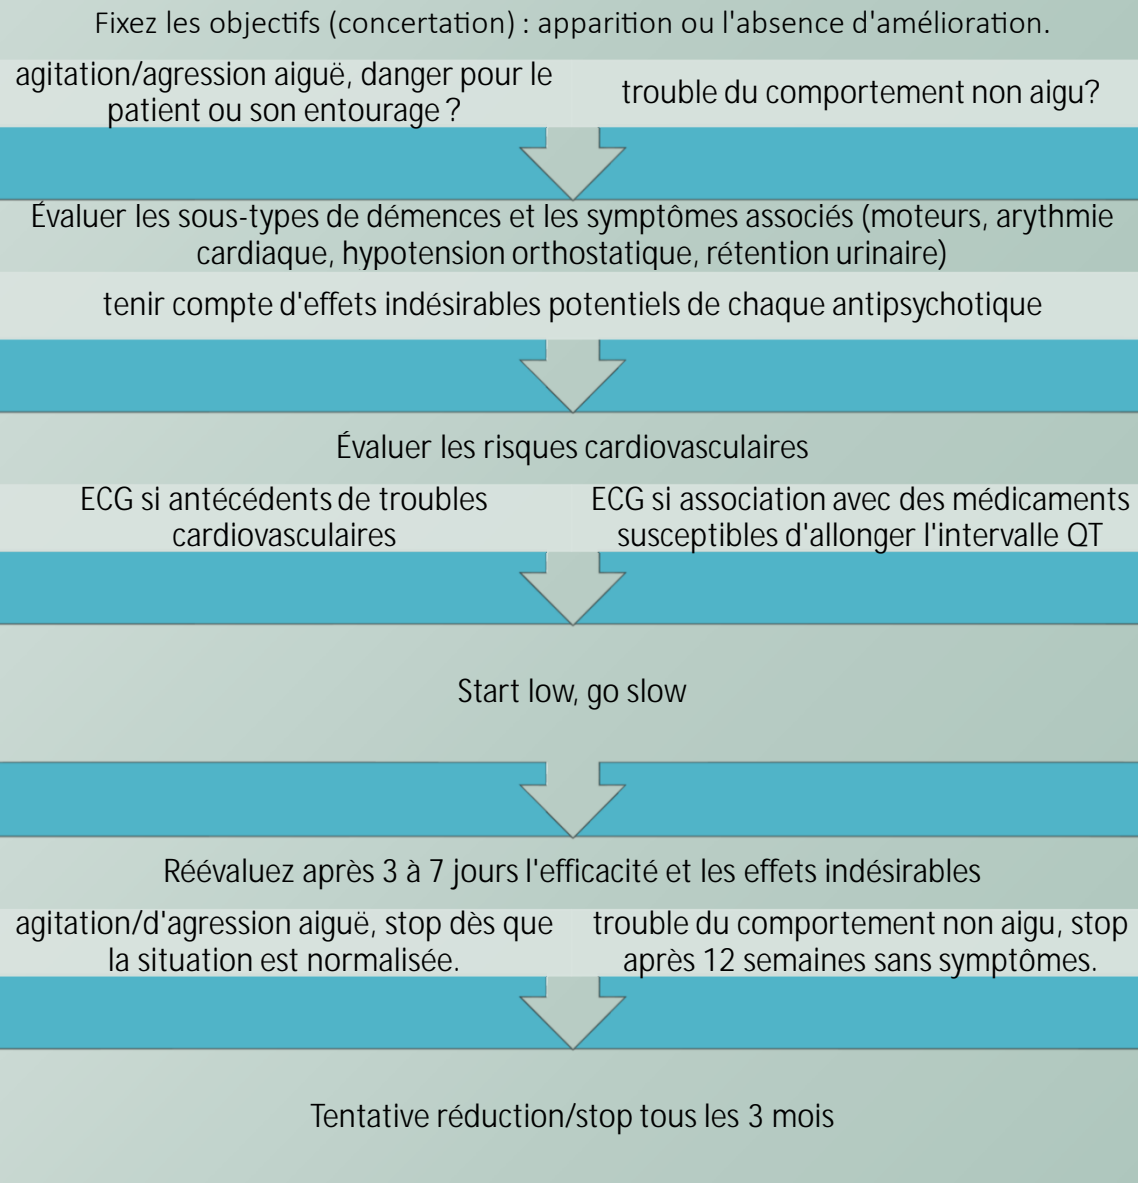 Fixez les objectifs (concertation) : apparition ou l'absence d'amélioration.
agitation/agression aiguë, danger pour le
patient ou son entourage ?
trouble du comportement non aigu?
Évaluer les sous-types de démences et les symptômes associés (moteurs, arythmie
cardiaque, hypotension orthostatique, rétention urinaire)
tenir compte d'effets indésirables potentiels de chaque antipsychotique
Évaluer les risques cardiovasculaires
ECG si antécédents de troubles
cardiovasculaires
ECG si association avec des médicaments
susceptibles d'allonger l'intervalle QT
Start low, go slow
Réévaluez après 3 à 7 jours l'efficacité et les effets indésirables
agitation/d'agression aiguë, stop dès que
la situation est normalisée.
trouble du comportement non aigu, stop
après 12 semaines sans symptômes.
Tentative réduction/stop tous les 3 mois